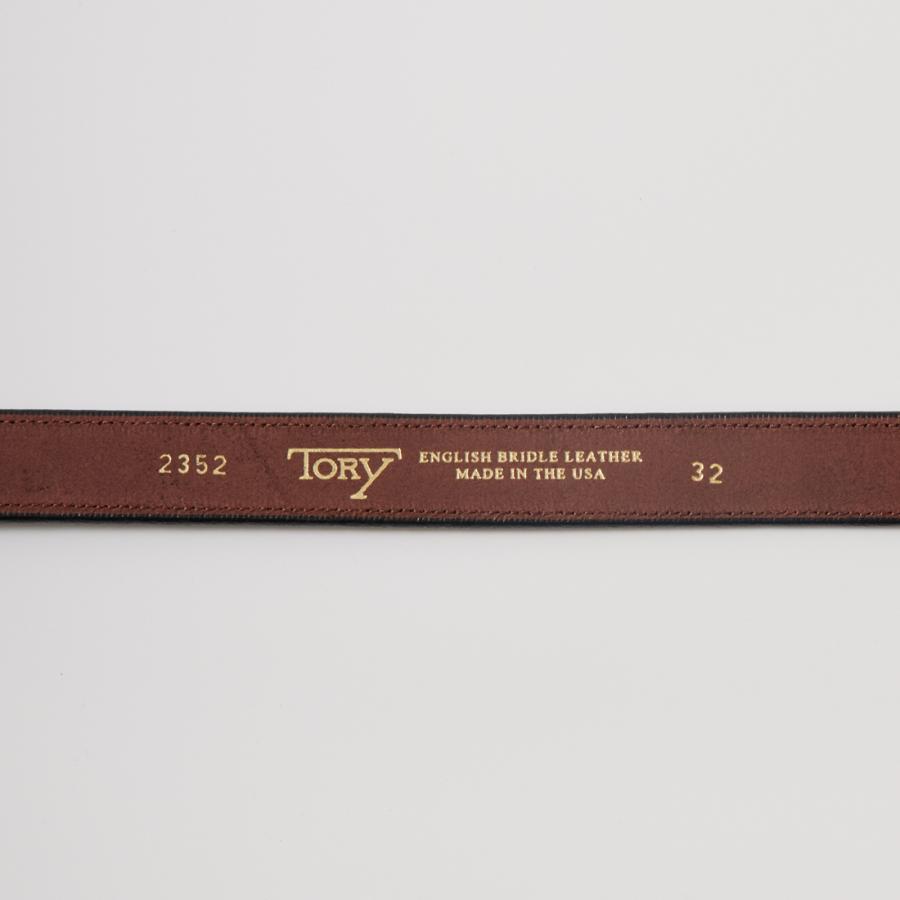 2352
TORY
ENGLISH BRIDLE LEATHER
MADE IN THE USA
32